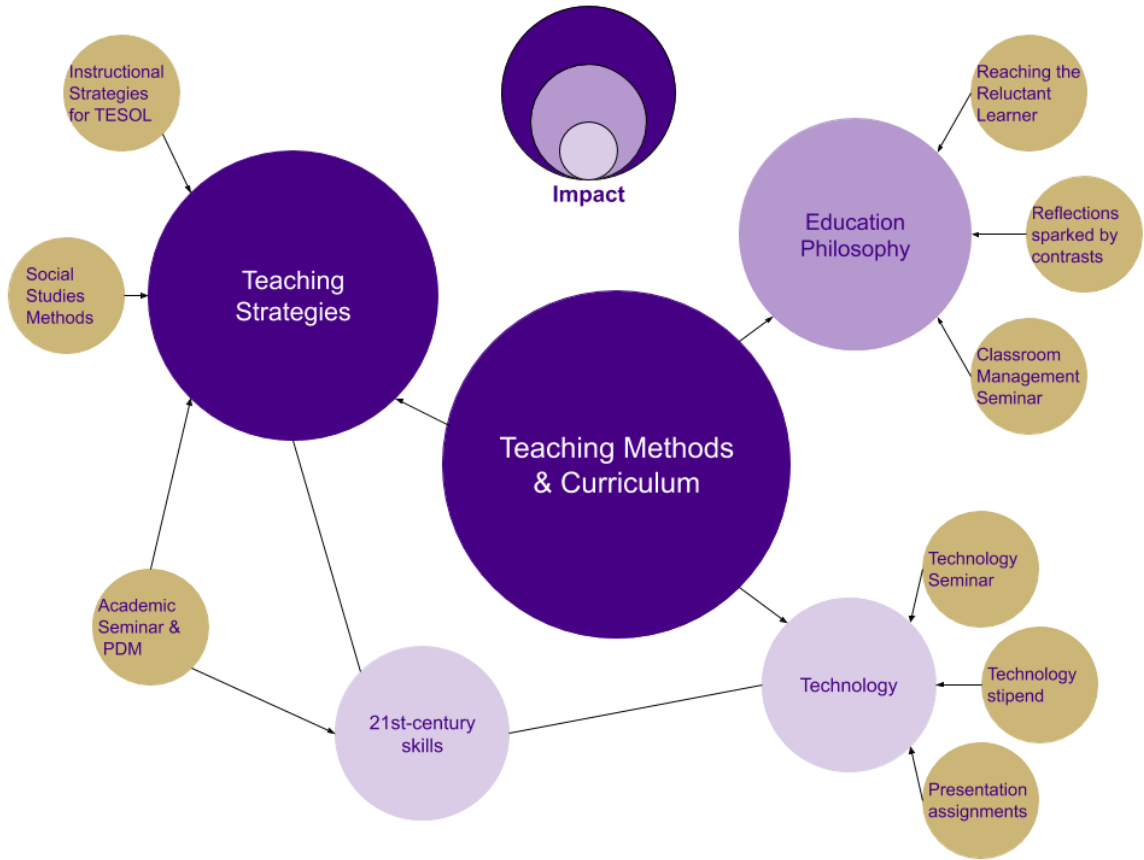 Instructional
Strategies
for TESOL
Impact
Reaching the
Reluctant
Learner
Education
Philosophy
Reflections
sparked by
contrasts
Teaching
Strategies
Social
Studies
Methods
Classroom
Management
Seminar
Teaching Methods
& Curriculum
Technology
Seminar
Academic
Seminar &
PDM
Technology
Technology
stipend
21st-century
skills
Presentation
assignments